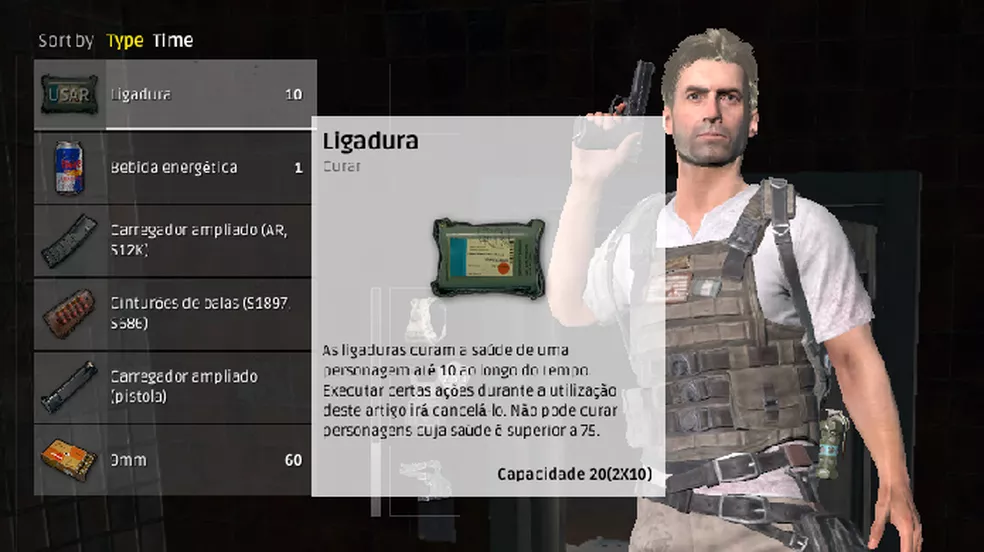 Sort by Type Time
Ligadura 10
Bebida energética 1
Carregador ampliado (AR,
S12K)
Cinturões de balas (S1897,
S686)
Carregador ampliado
(pistola)
9mm 60
Ligadura
Curar
As ligaduras curam a saúde de uma
personagem até 10 ao longo do tempo.
Executar certas ações durante a utilização
deste artigo irá cancelá-lo. Não pode curar
personagens cuja saúde é superior a 75.
Capacidade 20(2X10)